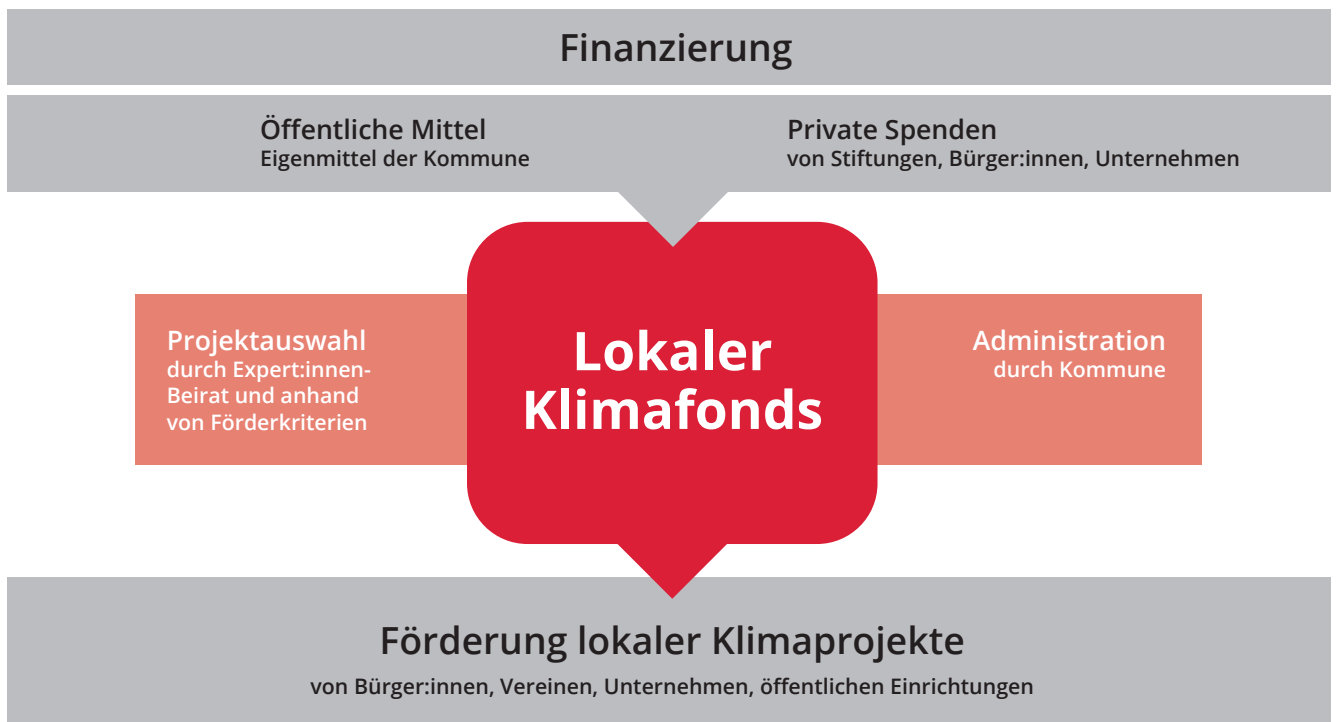 Finanzierung
Öffentliche Mittel
Eigenmittel der Kommune
Private Spenden
von Stiftungen, Bürger:innen, Unternehmen
Projektauswahl
durch Expert:innen-
Beirat und anhand
von Förderkriterien
Lokaler
Klimafonds
Administration
durch Kommune
Förderung lokaler Klimaprojekte
von Bürger:innen, Vereinen, Unternehmen, öffentlichen Einrichtungen